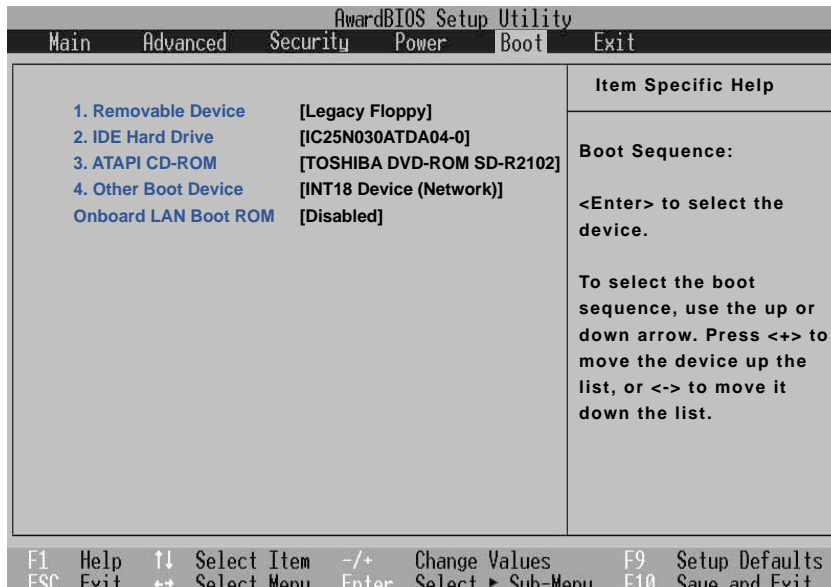 AwardBIOS Setup Utility
Main Advanced Security Power Boot Exit
1. Removable Device [Legacy Floppy]
2. IDE Hard Drive [IC25N030ATDA04-0]
3. ATAPI CD-ROM [TOSHIBA DVD-ROM SD-R2102]
4. Other Boot Device [INT18 Device (Network)]
Onboard LAN Boot ROM [Disabled]
Item Specific Help
Boot Sequence:
<Enter> to select the
device.
To select the boot
sequence, use the up or
down arrow. Press <+> to
move the device up the
list, or <-> to move it
down the list.
F1 Help ↑↓ Select Item -/+ Change Values F9 Setup Defaults
ESC Exit ←→ Select Menu Enter Select ► Sub-Menu F10 Save and Exit